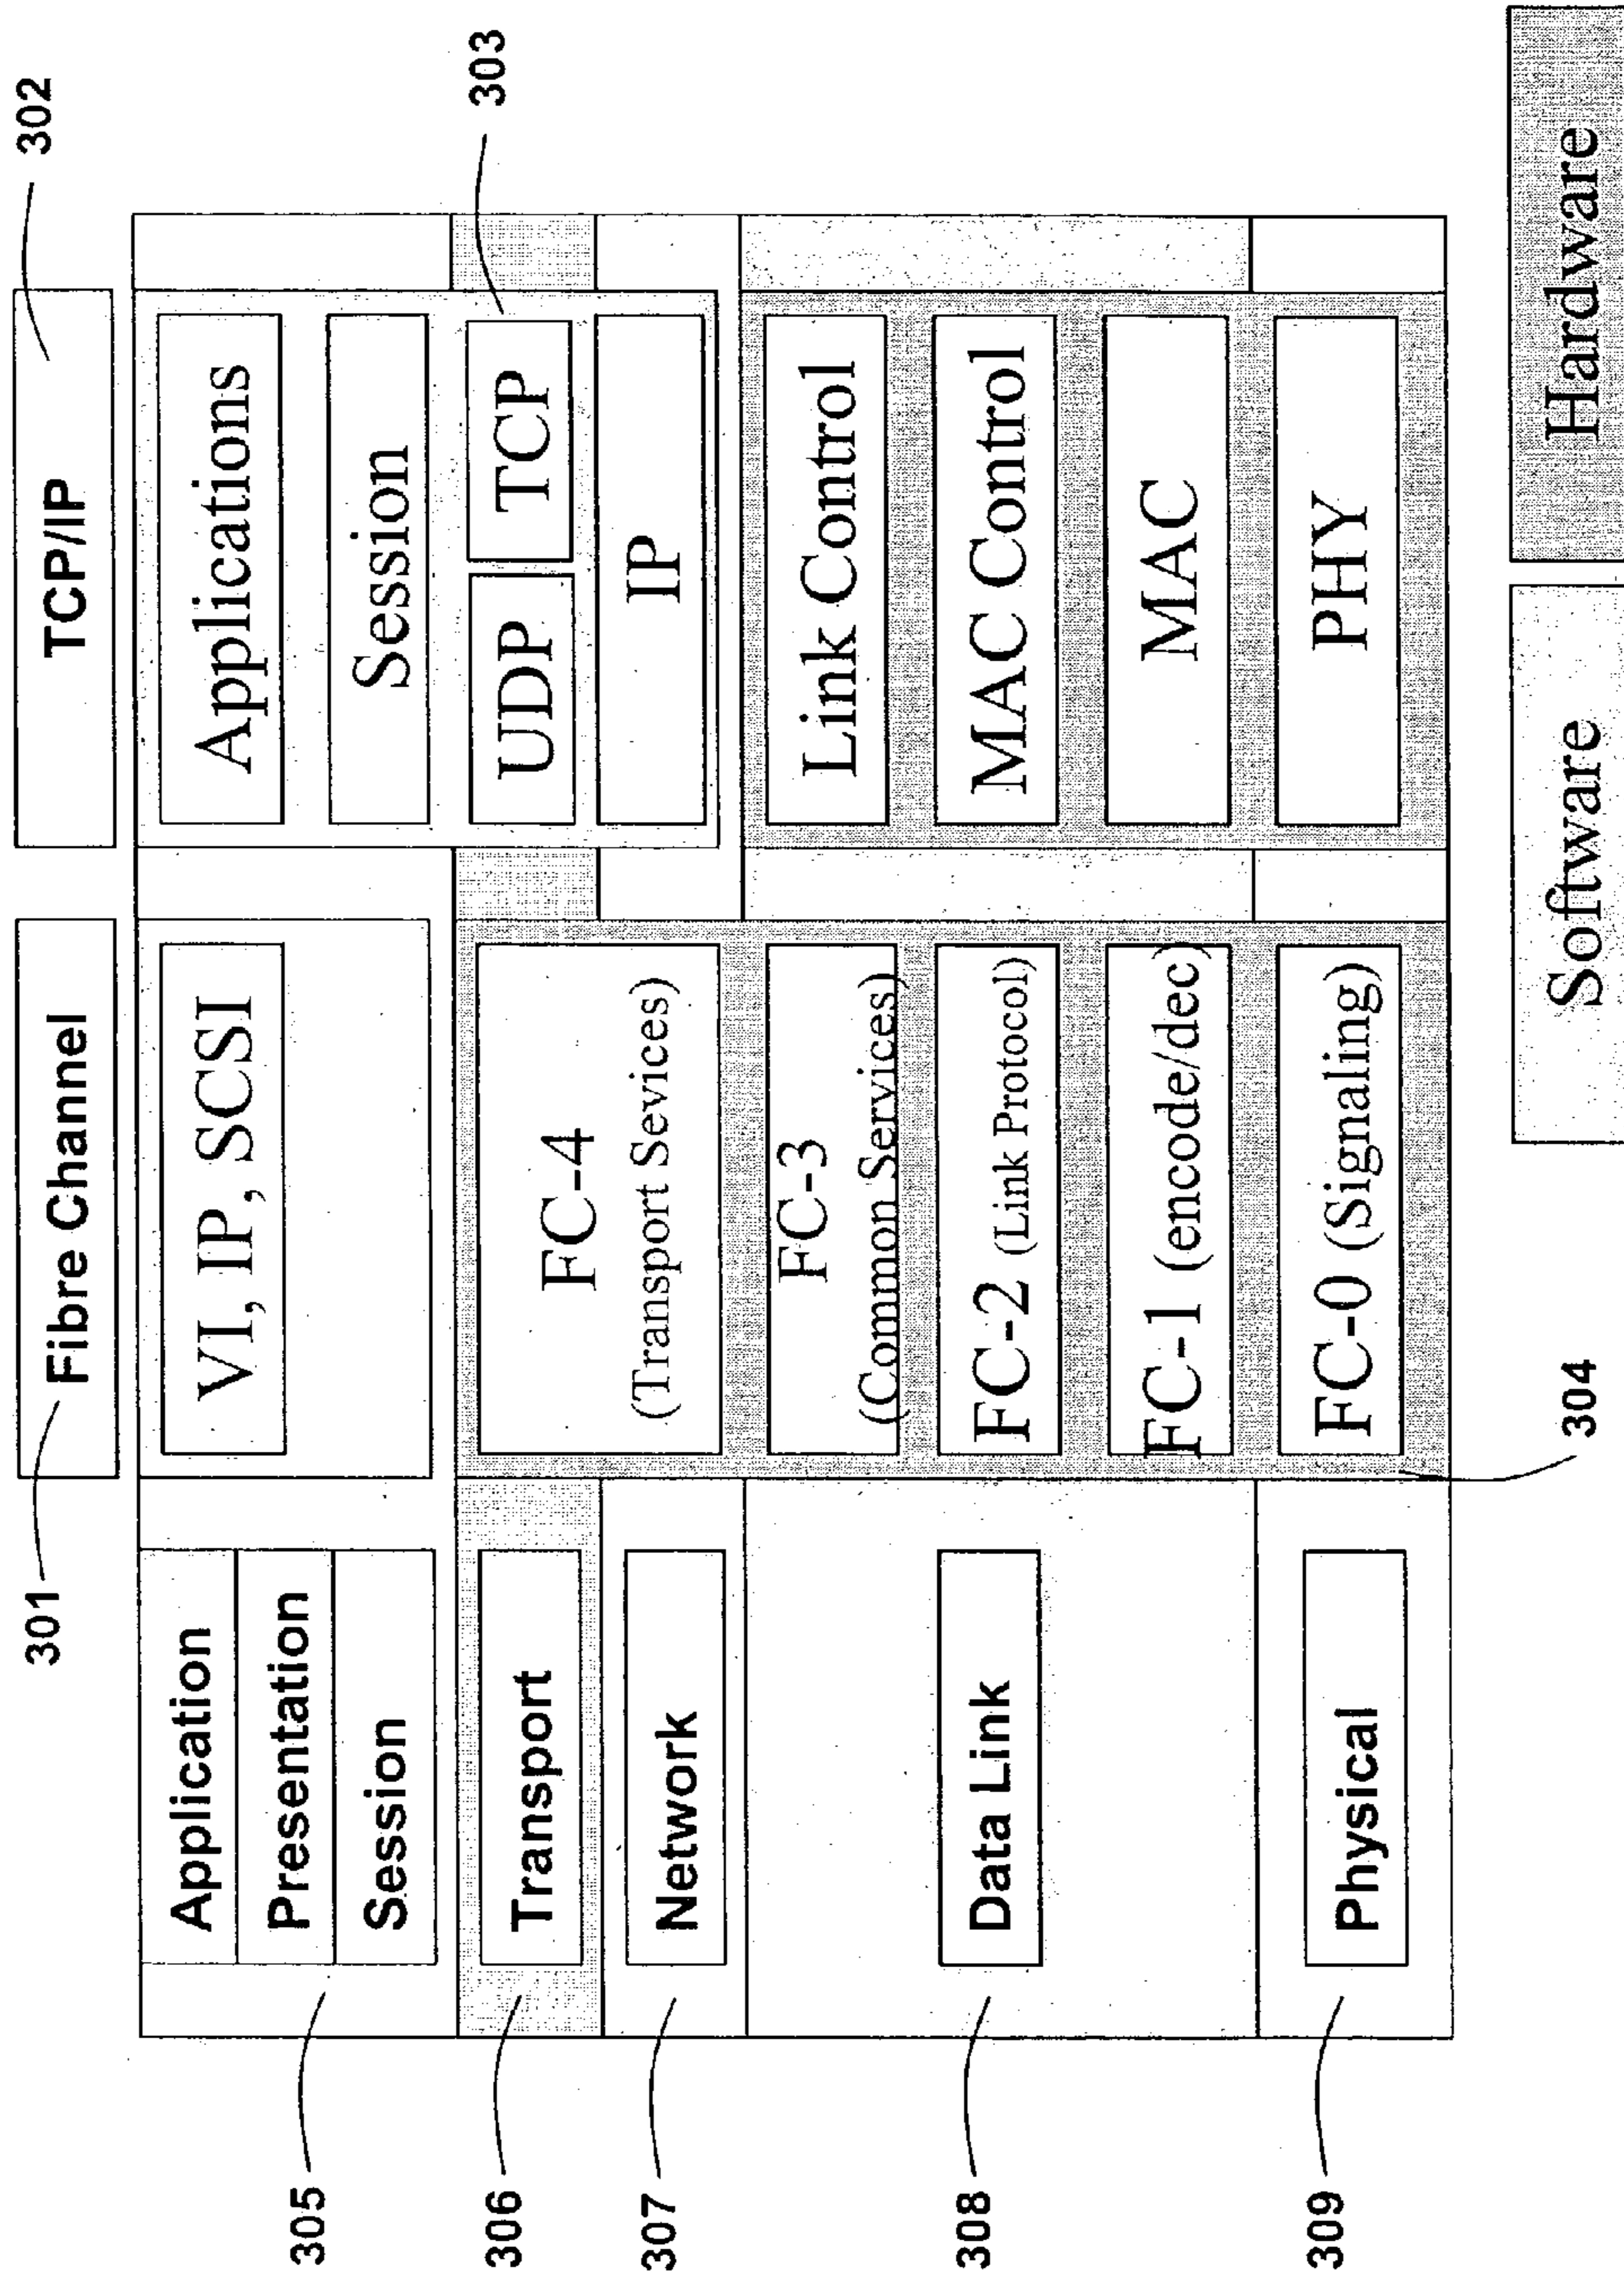 301
302
Fibre Channel
TCP/IP
305
Application
Presentation
Session
VI, IP, SCSI
Applications
Session
306
Transport
FC-4
(Transport Sevices)
UDP
TCP
303
307
Network
IP
308
Data Link
FC-3
(Common Services)
Link Control
FC-2 (Link Protocol)
MAC Control
FC-1 (encode/dec)
MAC
309
Physical
FC-0 (Signaling)
PHY
304
Software
Hardware